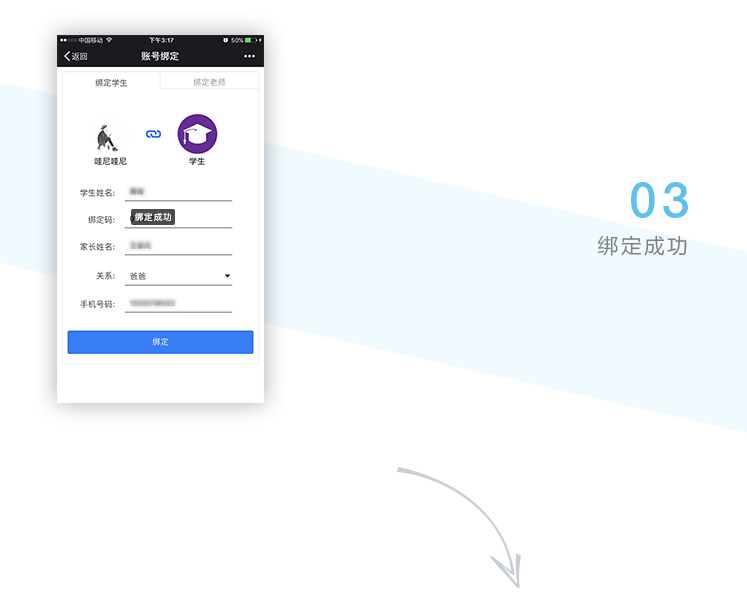 中国移动 下午3:17 50%
返回 账号绑定
绑定学生 绑定老师
哇尼哇尼 学生
学生姓名:
绑定码:
绑定成功
家长姓名:
关系: 爸爸
手机号码:
绑定
03
绑定成功